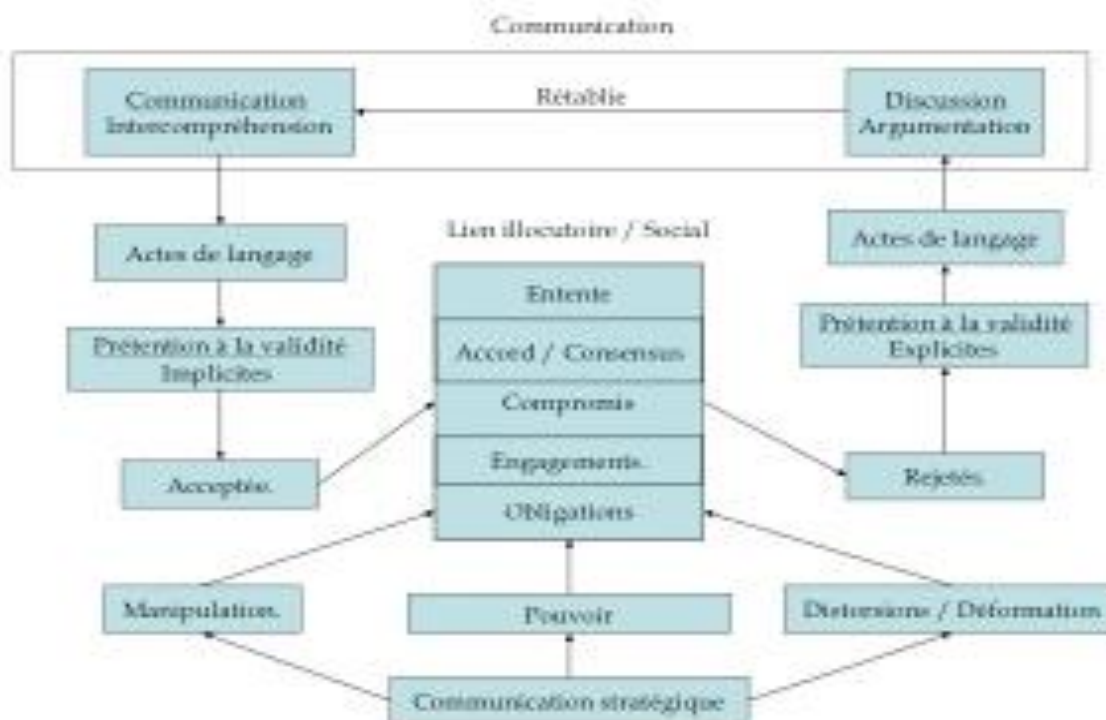 Communication
Communication
Intercompréhension
Rétablie
Discussion
Argumentation
Actes de langage
Lien illocutoire / Social
Actes de langage
Entente
Prétention à la validité
Implicites
Accord / Consensus
Prétention à la validité
Explicites
Compromis
Acceptée.
Engagements.
Rejetés.
Obligations
Manipulation.
Pouvoir
Distorsions / Déformation
Communication stratégique